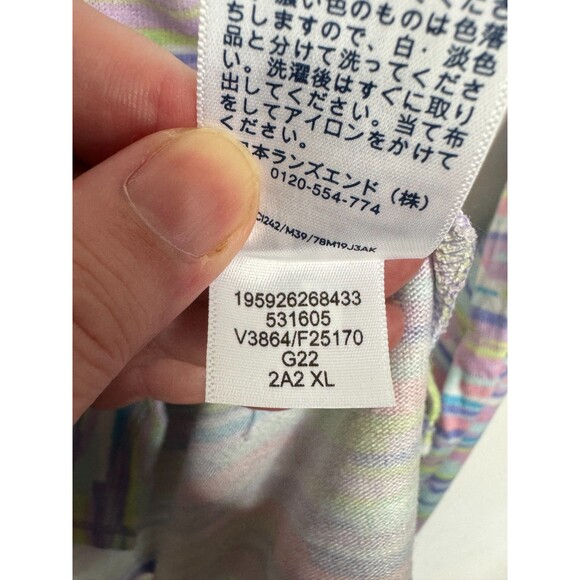 濃い色のものは色落
ちしますので、白・淡色
品と分けて洗ってくださ
い。洗濯後はすぐに取り
出してください。当て布
をしてアイロンをかけて
ください。
日本ランズエンド（株）
0120-554-774
C1242/M39/78M19J3AK
195926268433
531605
V3864/F25170
G22
2A2 XL